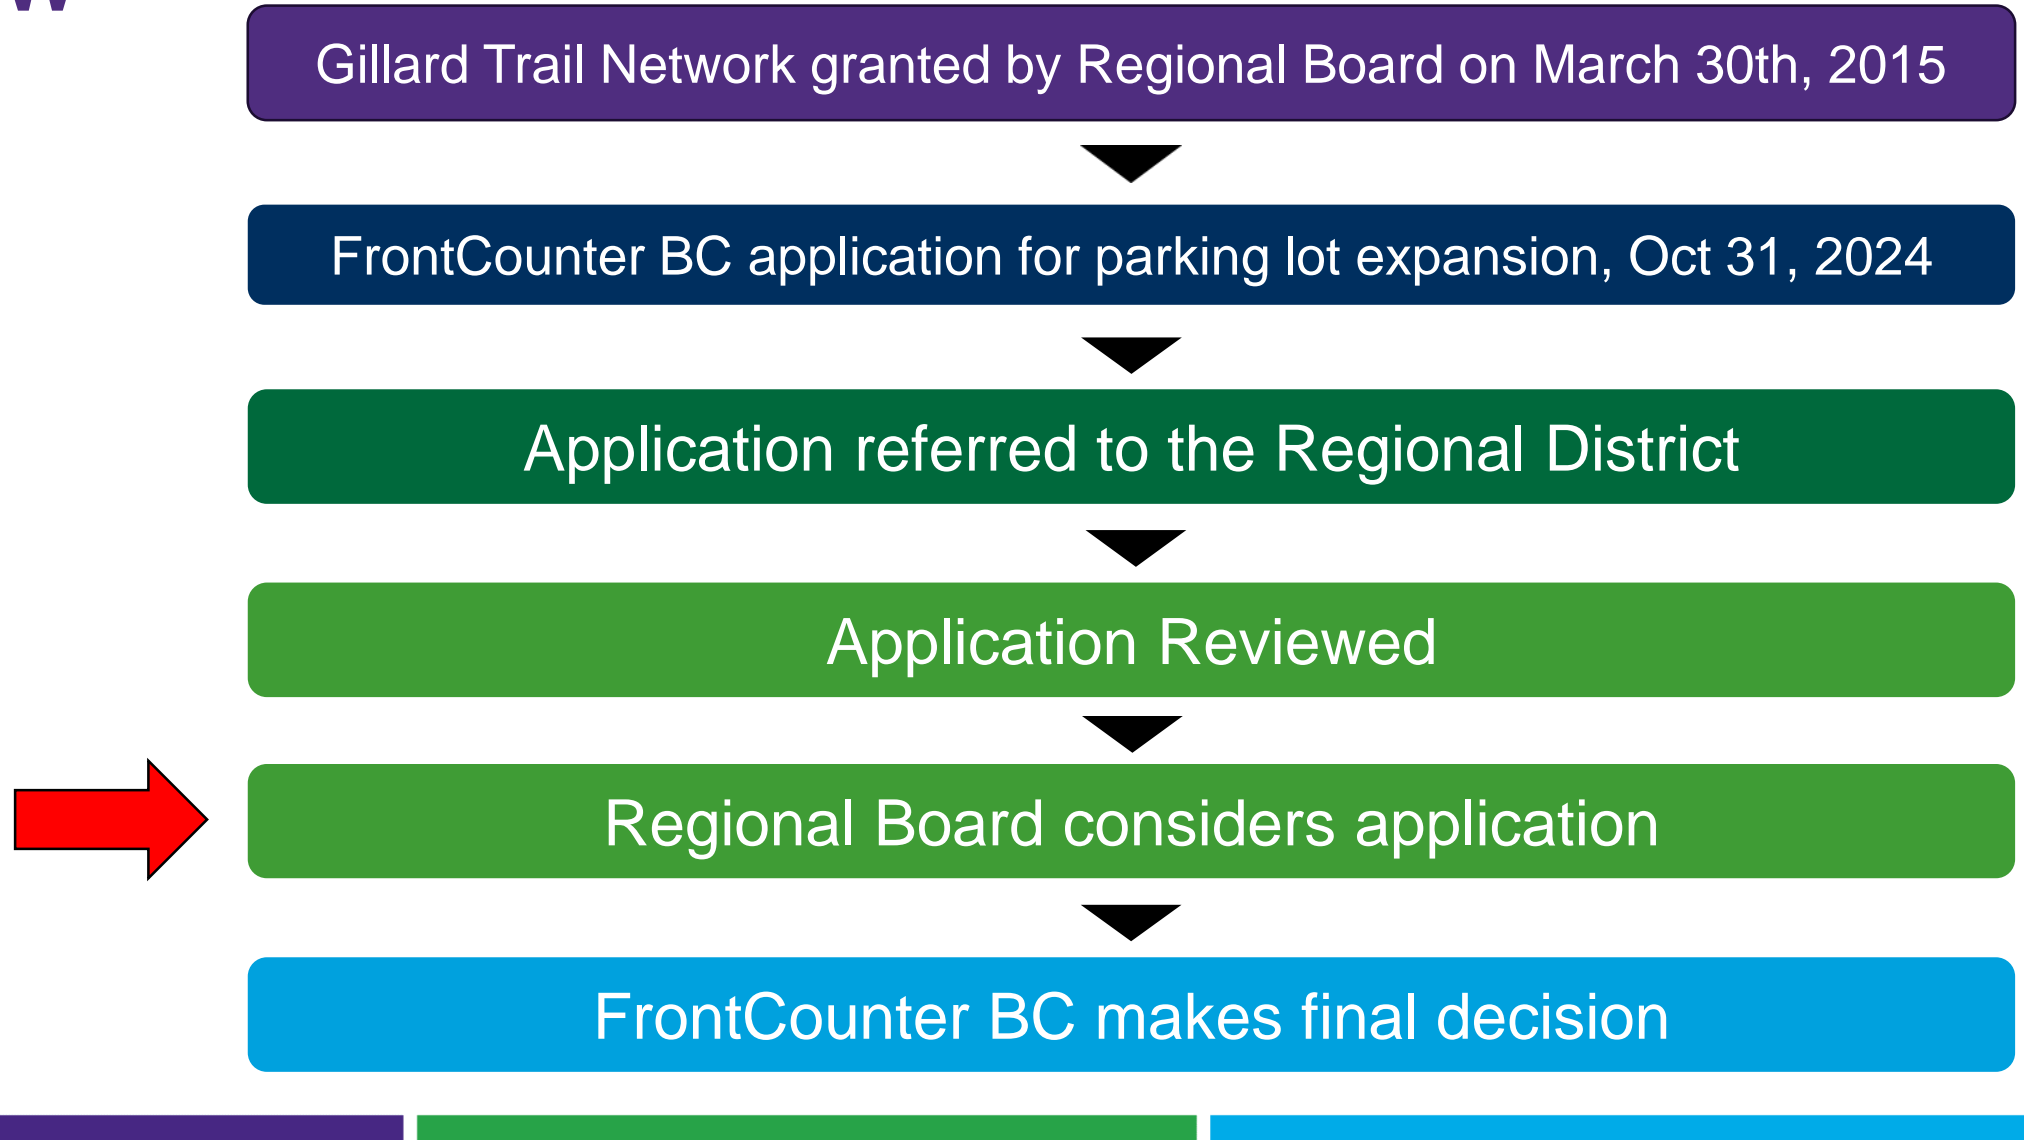 Gillard Trail Network granted by Regional Board on March 30th, 2015
FrontCounter BC application for parking lot expansion, Oct 31, 2024
Application referred to the Regional District
Application Reviewed
Regional Board considers application
FrontCounter BC makes final decision